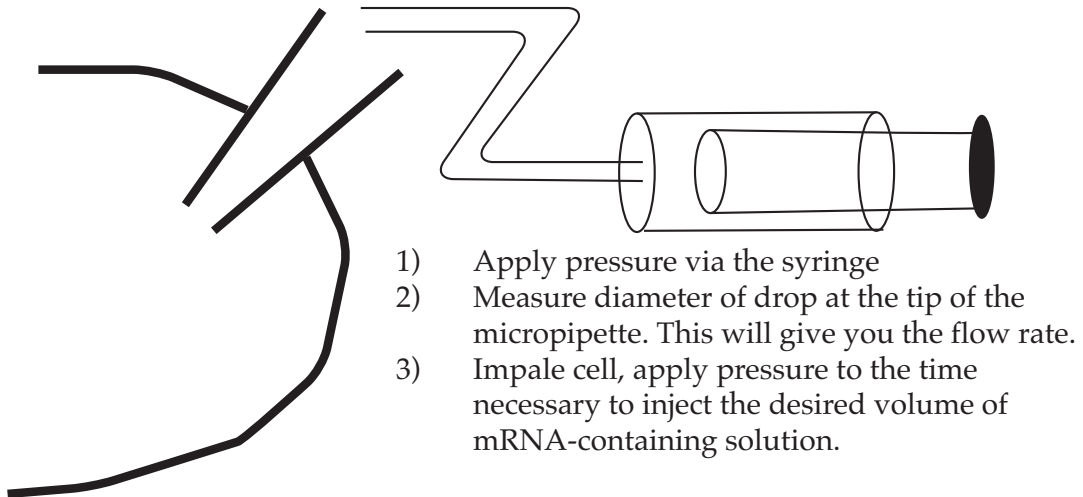 1) Apply pressure via the syringe
2) Measure diameter of drop at the tip of the
micropipette. This will give you the flow rate.
3) Impale cell, apply pressure to the time
necessary to inject the desired volume of
mRNA-containing solution.